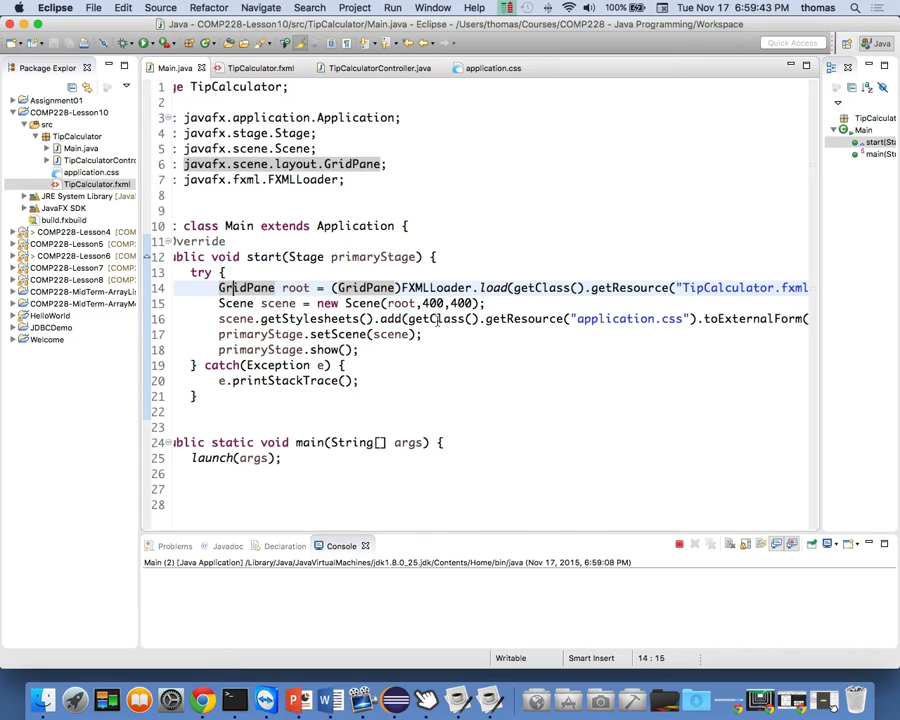 Eclipse File Edit Source Refactor Navigate Search Project Run Window Help 100% Tue Nov 17 6:59:43 PM thomas
Java - COMP228-Lesson10/src/TipCalculator/Main.java - Eclipse - /Users/thomas/Courses/COMP228 - Java Programming/Workspace
Quick Access
Java
Package Explor
Assignment01
COMP228-Lesson10
src
TipCalculator
Main.java
TipCalculatorContro
application.css
TipCalculator.fxml
JRE System Library [Java
JavaFX SDK
build.fxbuild
COMP228-Lesson4
COMP228-Lesson5
> COMP228-Lesson6
COMP228-Lesson7
COMP228-Lesson8
COMP228-MidTerm-ArrayLis
COMP228-MidTerm-ArrayLis
HelloWorld
JDBCDemo
Welcome
Main.java TipCalculator.fxml TipCalculatorController.java application.css
1 ge TipCalculator;
2
3 : javafx.application.Application;
4 : javafx.stage.Stage;
5 : javafx.scene.Scene;
6 : javafx.scene.layout.GridPane;
7 : javafx.fxml.FXMLLoader;
8
9
10 : class Main extends Application {
11 verride
12 ublic void start(Stage primaryStage) {
13 try {
14 GridPane root = (GridPane)FXMLLoader.load(getClass().getResource("TipCalculator.fxml
15 Scene scene = new Scene(root,400,400);
16 scene.getStylesheets().add(getClass().getResource("application.css").toExternalForm(
17 primaryStage.setScene(scene);
18 primaryStage.show();
19 } catch(Exception e) {
20 e.printStackTrace();
21 }
22
23
24 ublic static void main(String[] args) {
25 launch(args);
26
27
28
TipCalculat
Main
start(Sta
main(Str
Problems Javadoc Declaration Console
Main (2) [Java Application] /Library/Java/JavaVirtualMachines/jdk1.8.0_25.jdk/Contents/Home/bin/java (Nov 17, 2015, 6:59:08 PM)
Writable Smart Insert 14 : 15